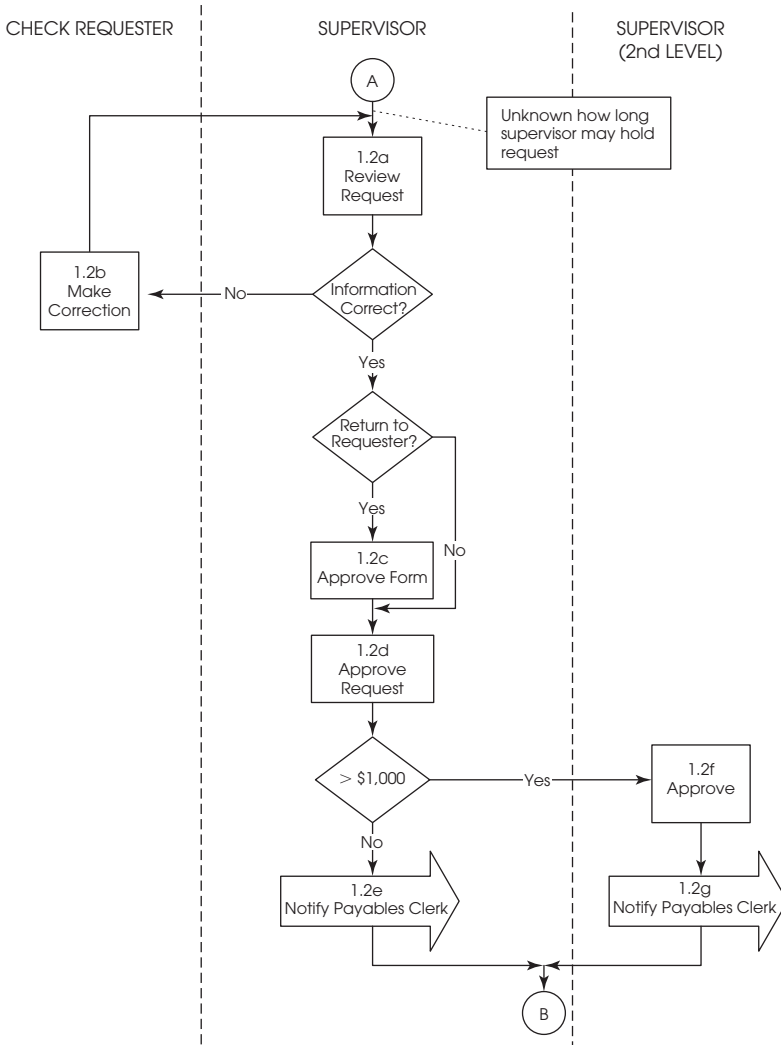 CHECK REQUESTER
SUPERVISOR
SUPERVISOR
(2nd LEVEL)
A
Unknown how long
supervisor may hold
request
1.2a
Review
Request
1.2b
Make
Correction
No
Information
Correct?
Yes
Return to
Requester?
Yes
No
1.2c
Approve Form
1.2d
Approve
Request
> $1,000
Yes
1.2f
Approve
No
1.2e
Notify Payables Clerk
1.2g
Notify Payables Clerk
B